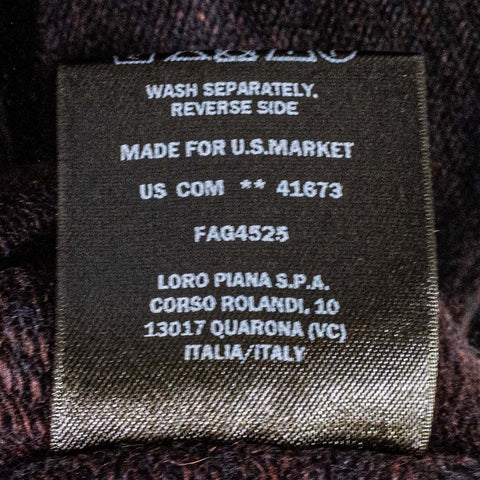 WASH SEPARATELY.
REVERSE SIDE
MADE FOR U.S.MARKET
US COM ** 41673
FAG4525
LORO PIANA S.P.A.
CORSO ROLANDI, 10
13017 QUARONA (VC)
ITALIA/ITALY